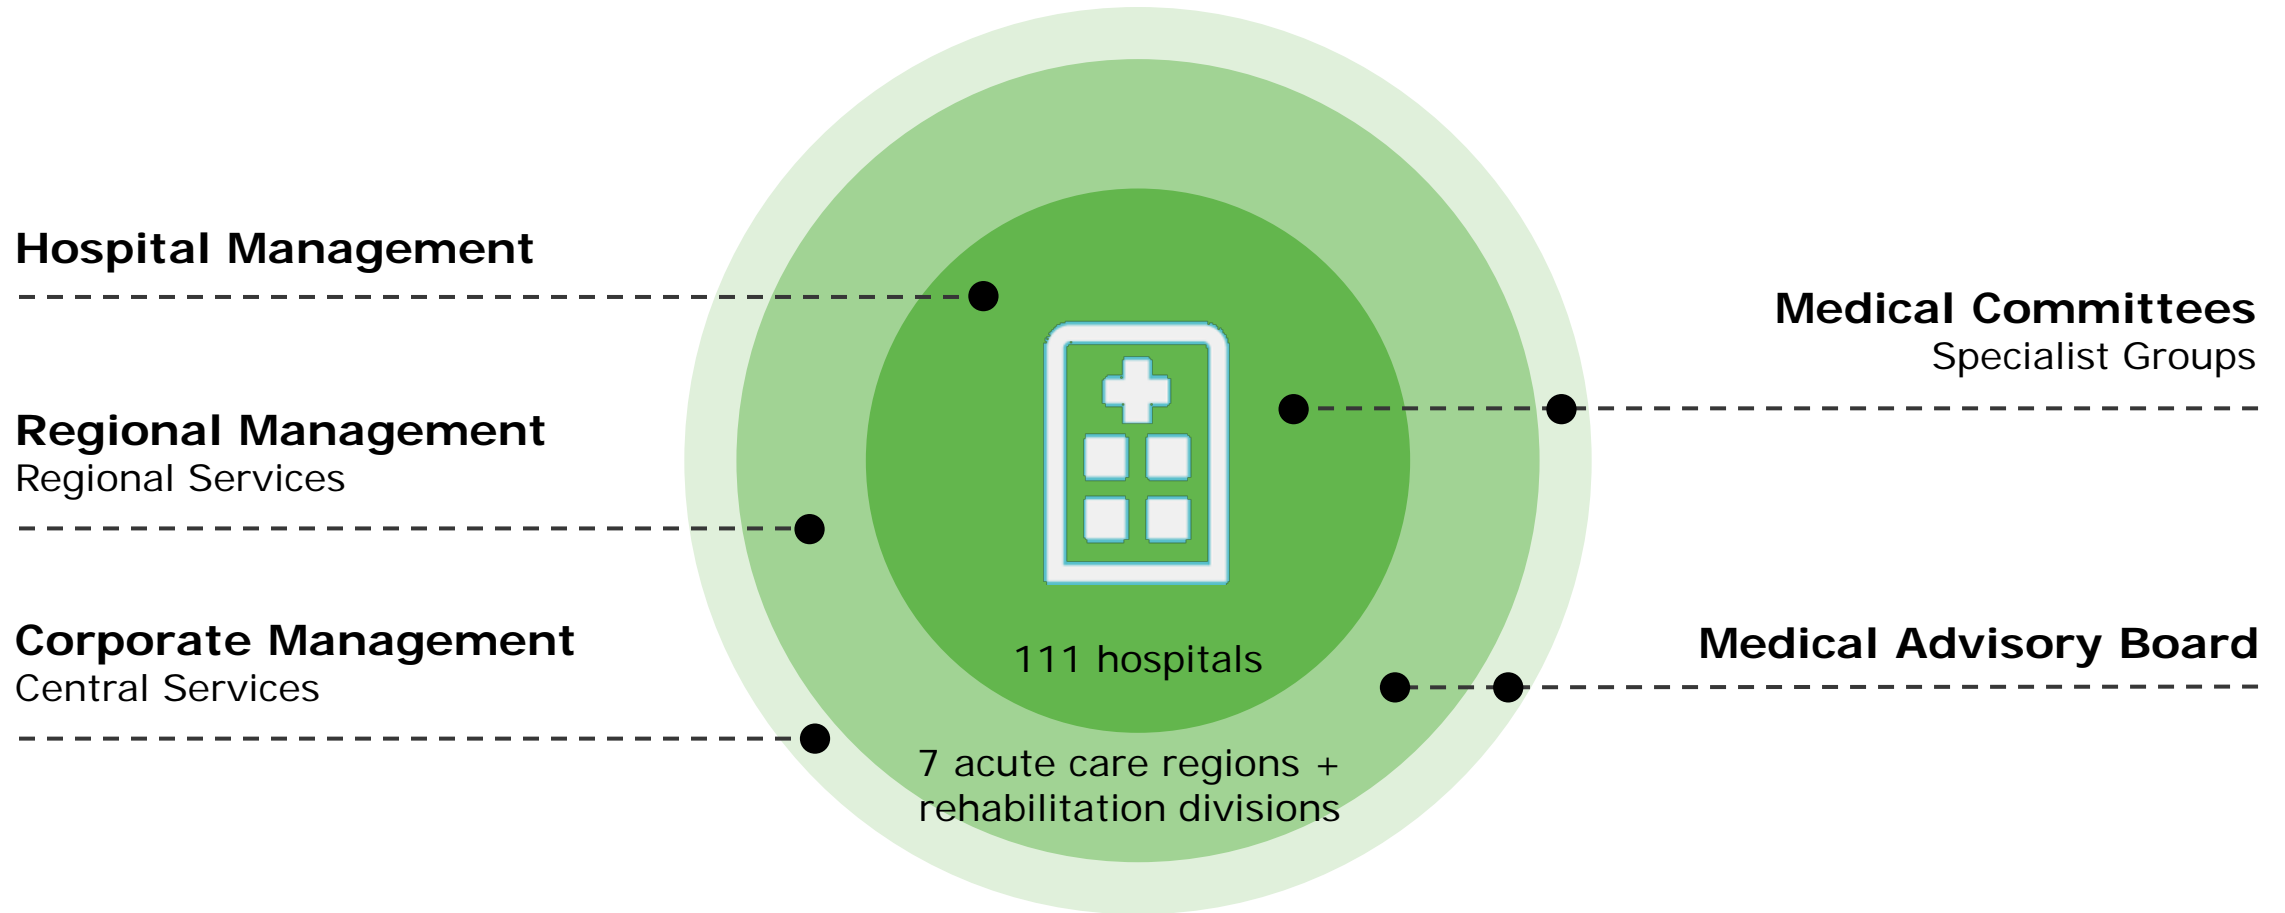 Hospital Management
Regional Management
Regional Services
Corporate Management
Central Services
111 hospitals
7 acute care regions +
rehabilitation divisions
Medical Committees
Specialist Groups
Medical Advisory Board